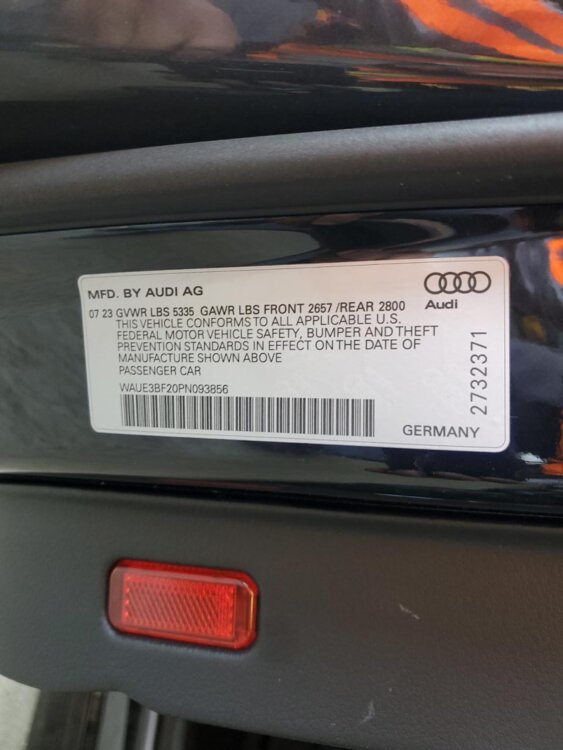 MFD. BY AUDI AG
Audi
07 23 GVWR LBS 5335 GAWR LBS FRONT 2657 /REAR 2800
THIS VEHICLE CONFORMS TO ALL APPLICABLE U.S.
FEDERAL MOTOR VEHICLE SAFETY, BUMPER AND THEFT
PREVENTION STANDARDS IN EFFECT ON THE DATE OF
MANUFACTURE SHOWN ABOVE
PASSENGER CAR
WAUE3BF20PN093856
GERMANY
2732371